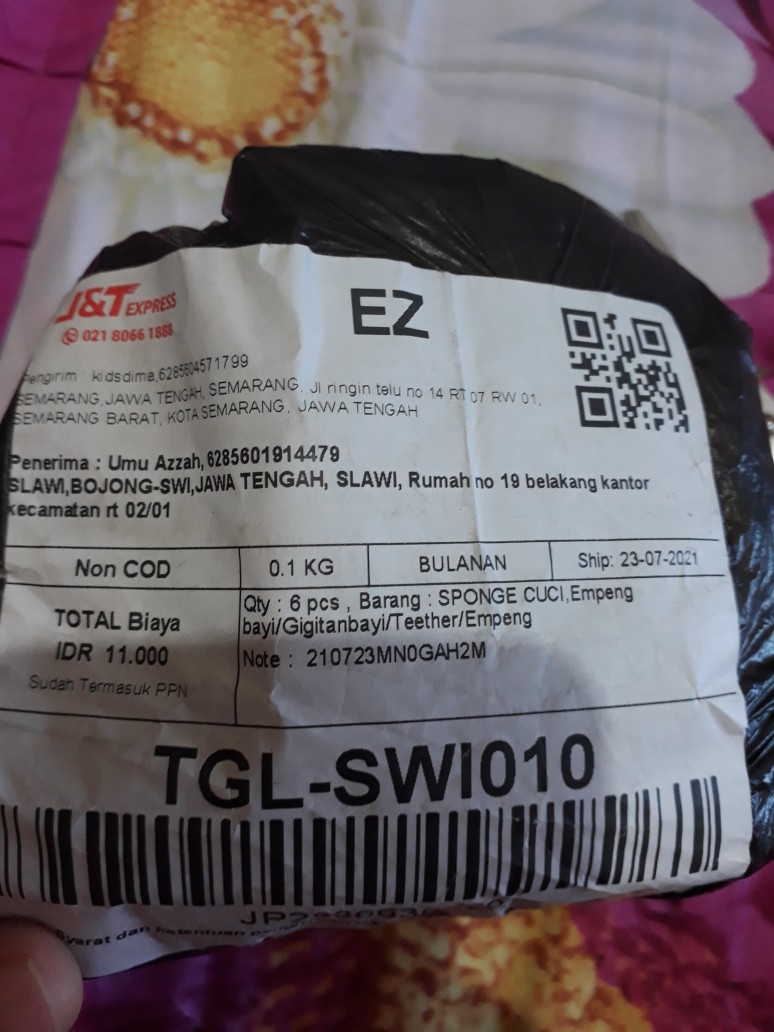 J&T EXPRESS
021 8066 1888
EZ
Pengirim : kidsdima,6285804571799
SEMARANG,JAWA TENGAH, SEMARANG, Jl ringin telu no 14 RT 07 RW 01,
SEMARANG BARAT, KOTA SEMARANG, JAWA TENGAH
Penerima : Umu Azzah,6285601914479
SLAWI,BOJONG-SWI,JAWA TENGAH, SLAWI, Rumah no 19 belakang kantor
kecamatan rt 02/01
Non COD
0.1 KG
BULANAN
Ship: 23-07-2021
TOTAL Biaya
IDR 11.000
Sudah Termasuk PPN
Qty : 6 pcs , Barang : SPONGE CUCI,Empeng
bayi/Gigitanbayi/Teether/Empeng
Note : 210723MN0GAH2M
TGL-SWI010
Syarat dan ketentuan